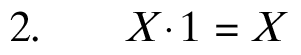 2. X·1 = X